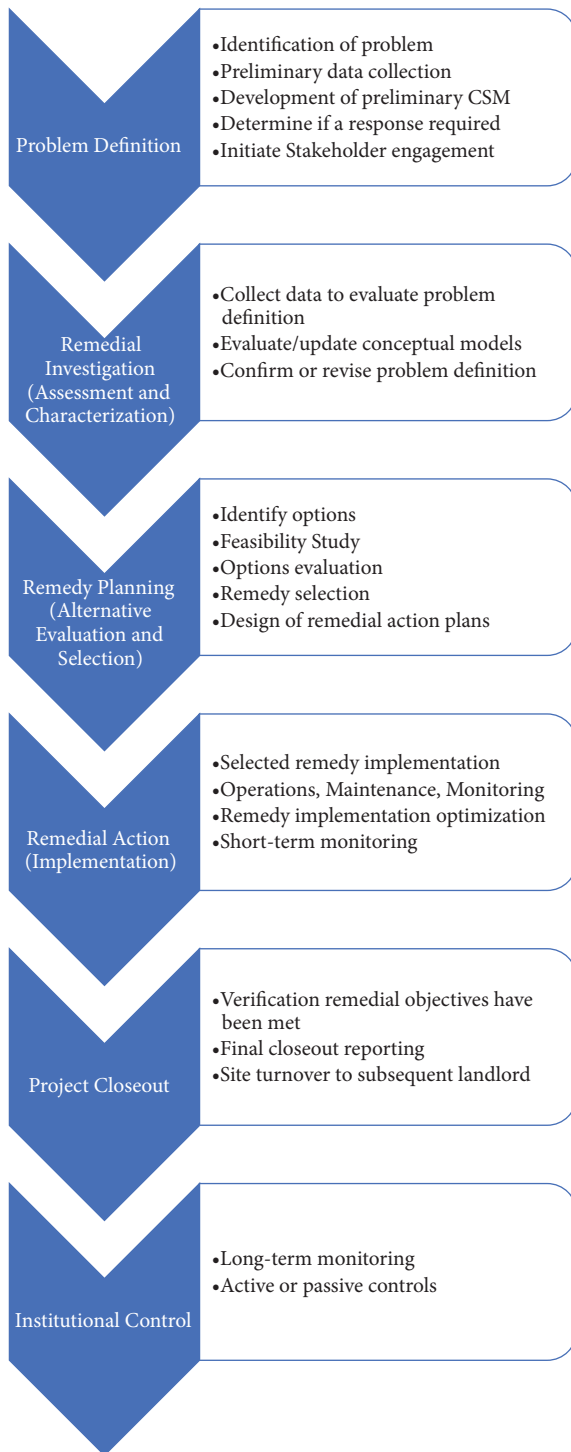 Problem Definition
•Identification of problem
•Preliminary data collection
•Development of preliminary CSM
•Determine if a response required
•Initiate Stakeholder engagement
Remedial
Investigation
(Assessment and
Characterization)
•Collect data to evaluate problem
definition
•Evaluate/update conceptual models
•Confirm or revise problem definition
Remedy Planning
(Alternative
Evaluation and
Selection)
•Identify options
•Feasibility Study
•Options evaluation
•Remedy selection
•Design of remedial action plans
Remedial Action
(Implementation)
•Selected remedy implementation
•Operations, Maintenance, Monitoring
•Remedy implementation optimization
•Short-term monitoring
Project Closeout
•Verification remedial objectives have
been met
•Final closeout reporting
•Site turnover to subsequent landlord
Institutional Control
•Long-term monitoring
•Active or passive controls